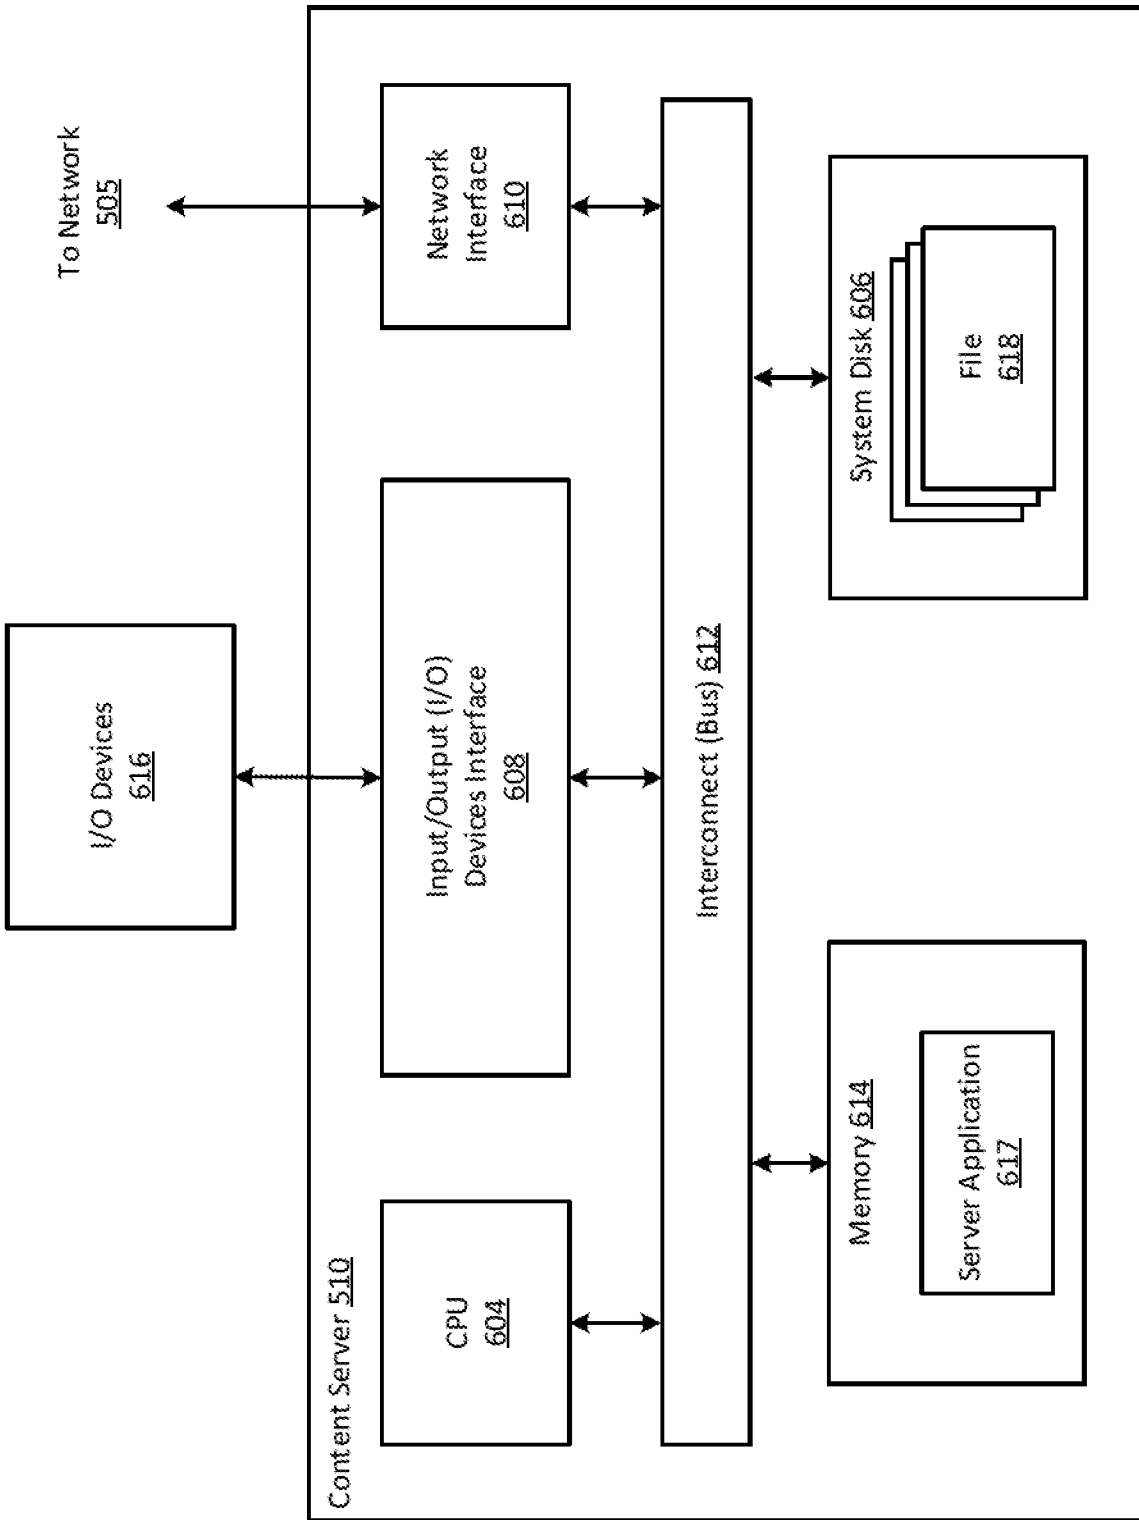 I/O Devices
616
To Network
505
Content Server 510
CPU
604
Input/Output (I/O)
Devices Interface
608
Network
Interface
610
Interconnect (Bus) 612
Memory 614
Server Application
617
System Disk 606
File
618